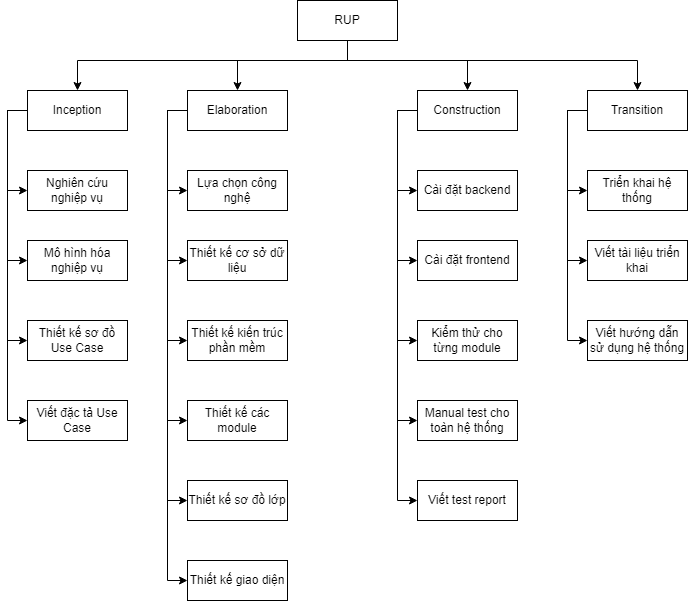 RUP
Inception
Nghiên cứu
nghiệp vụ
Mô hình hóa
nghiệp vụ
Thiết kế sơ đồ
Use Case
Viết đặc tả Use
Case
Elaboration
Lựa chọn công
nghệ
Thiết kế cơ sở dữ
liệu
Thiết kế kiến trúc
phần mềm
Thiết kế các
module
Thiết kế sơ đồ lớp
Thiết kế giao diện
Construction
Cài đặt backend
Cài đặt frontend
Kiểm thử cho
từng module
Manual test cho
toàn hệ thống
Viết test report
Transition
Triển khai hệ
thống
Viết tài liệu triển
khai
Viết hướng dẫn
sử dụng hệ thống